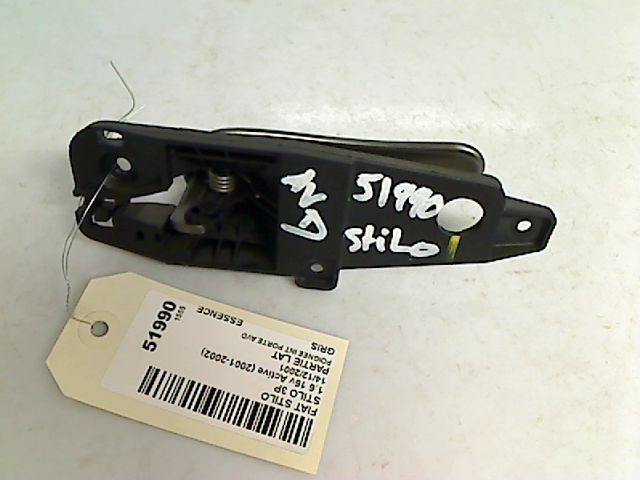 51990
Stilo
AVD
FIAT STILO
STILO 3P
1.6 16v Active (2001-2002)
14/12/2001
PARTIE LAT
POIGNEE INT PORTE AVD
GRIS
ESSENCE
51990
1555